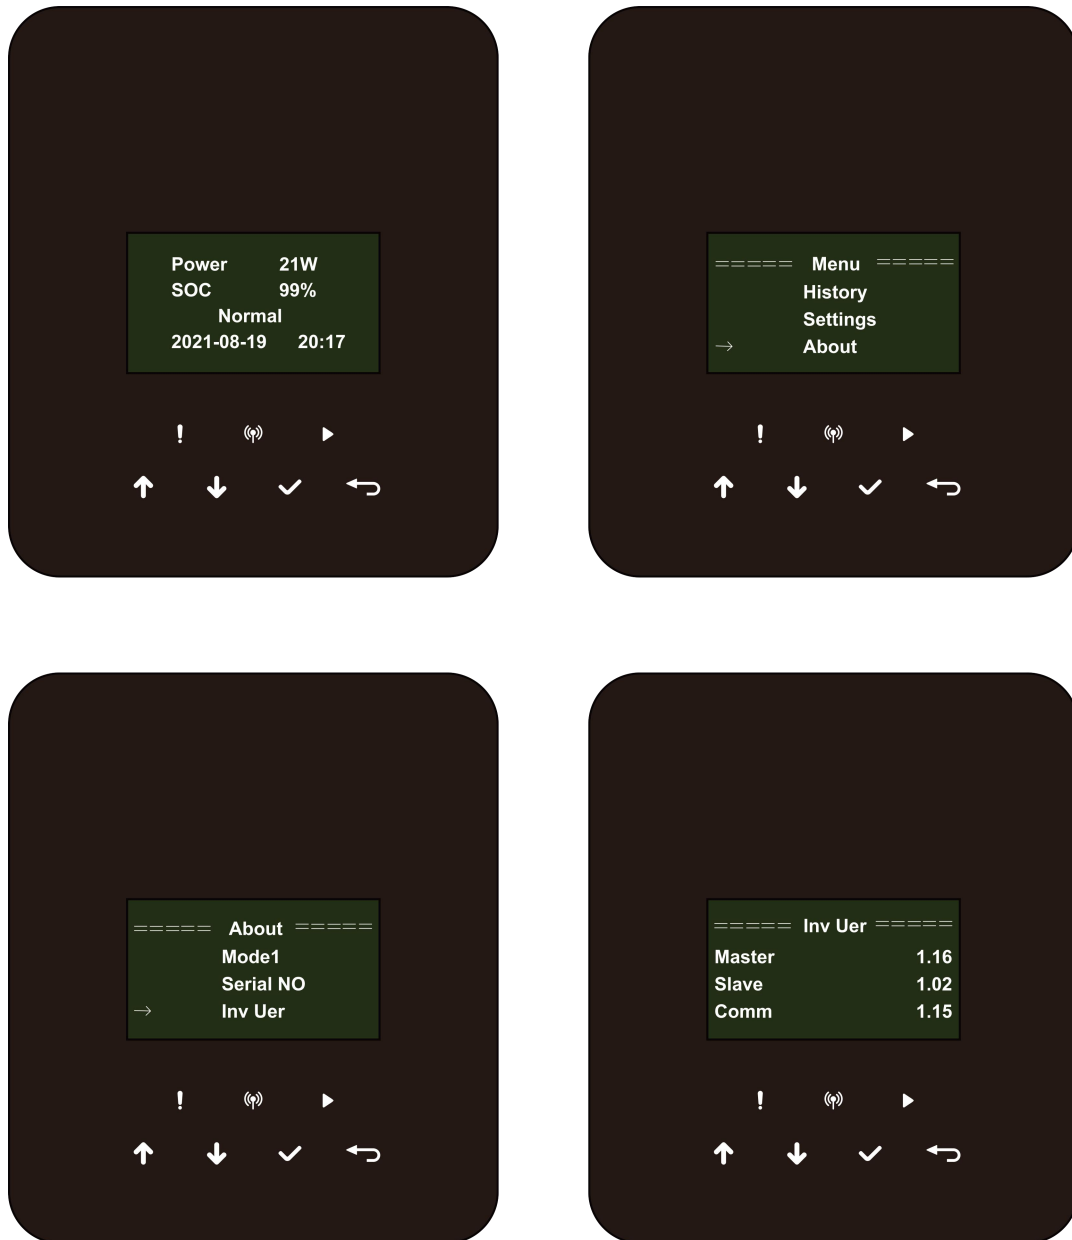 Power 21W
SOC 99%
Normal
2021-08-19 20:17
===== Menu =====
History
Settings
→ About
===== About =====
Mode1
Serial NO
→ Inv Uer
===== Inv Uer =====
Master 1.16
Slave 1.02
Comm 1.15